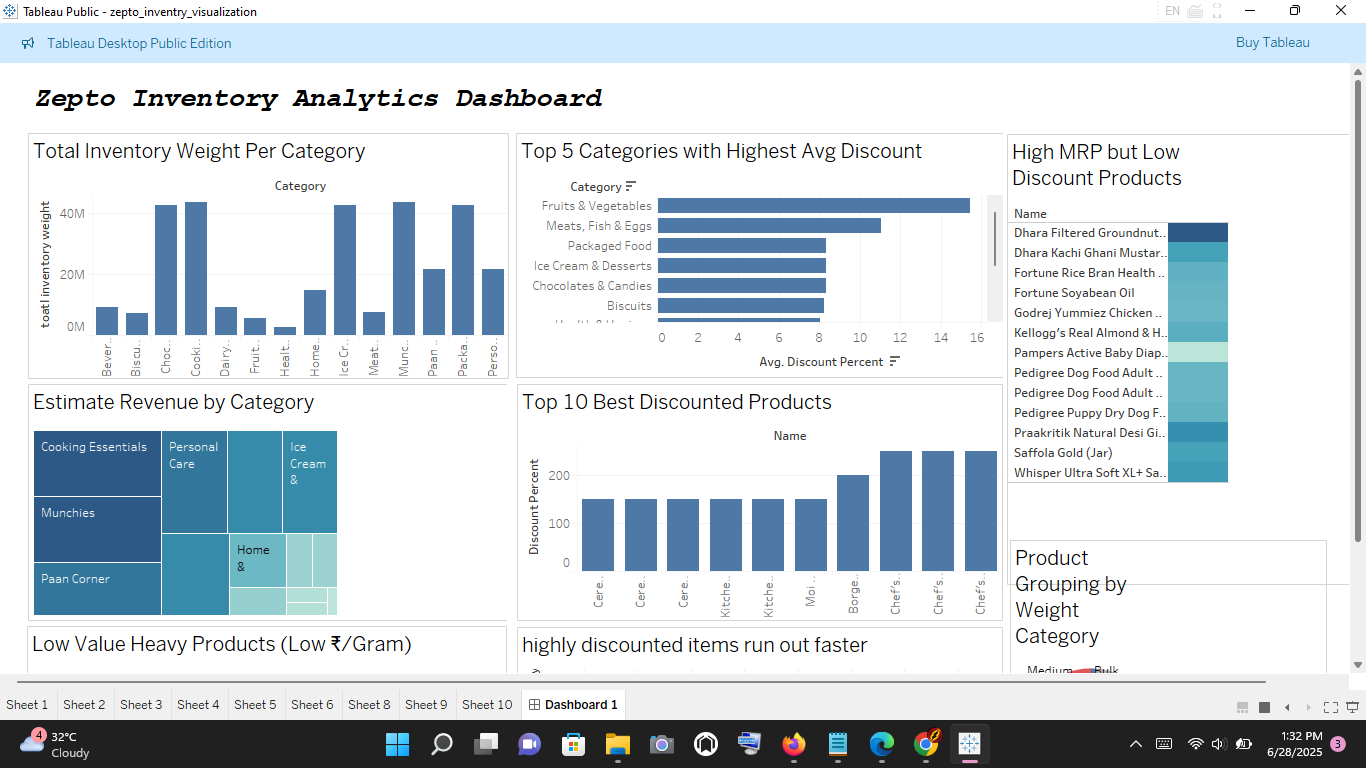 Tableau Public - zepto_inventry_visualization
EN
Tableau Desktop Public Edition
Buy Tableau
Zepto Inventory Analytics Dashboard
Total Inventory Weight Per Category
Category
toatl inventory weight
40M
20M
0M
Bever..
Biscu..
Choc..
Cooki..
Dairy..
Fruit..
Healt..
Home..
Ice Cr..
Meat..
Munc..
Paan ..
Packa..
Perso..
Top 5 Categories with Highest Avg Discount
Category
Fruits & Vegetables
Meats, Fish & Eggs
Packaged Food
Ice Cream & Desserts
Chocolates & Candies
Biscuits
0 2 4 6 8 10 12 14 16
Avg. Discount Percent
High MRP but Low
Discount Products
Name
Dhara Filtered Groundnut..
Dhara Kachi Ghani Mustar..
Fortune Rice Bran Health ..
Fortune Soyabean Oil
Godrej Yummiez Chicken ..
Kellogg’s Real Almond & H..
Pampers Active Baby Diap..
Pedigree Dog Food Adult ..
Pedigree Dog Food Adult ..
Pedigree Puppy Dry Dog F..
Praakritik Natural Desi Gi..
Saffola Gold (Jar)
Whisper Ultra Soft XL+ Sa..
Estimate Revenue by Category
Cooking Essentials
Munchies
Paan Corner
Personal
Care
Ice
Cream
&
Home
&
Top 10 Best Discounted Products
Name
Discount Percent
200
100
0
Cere..
Cere..
Cere..
Kitche..
Kitche..
Moi ..
Borge..
Chef’s..
Chef’s..
Chef’s..
Product
Grouping by
Weight
Category
Medium
Bulk
Low Value Heavy Products (Low ₹/Gram)
highly discounted items run out faster
Sheet 1 Sheet 2 Sheet 3 Sheet 4 Sheet 5 Sheet 6 Sheet 8 Sheet 9 Sheet 10 Dashboard 1
4
32°C
Cloudy
1:32 PM
6/28/2025
3